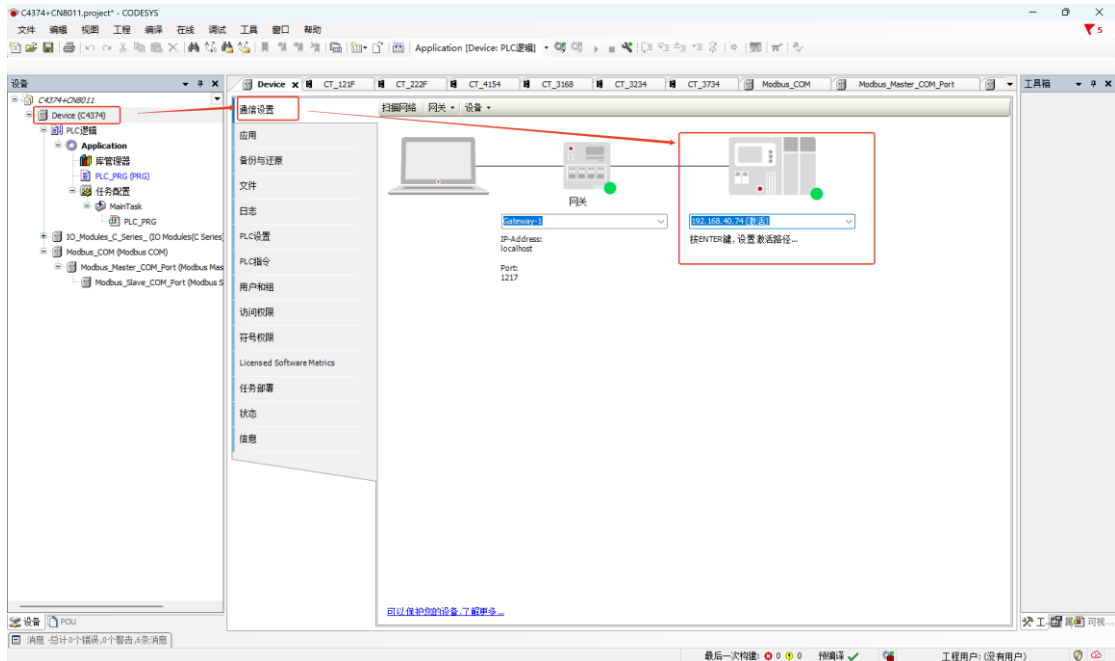 C4374+CN8011.project* - CODESYS
文件 编辑 视图 工程 编译 在线 调试 工具 窗口 帮助
5
Application [Device: PLC逻辑]
设备
C4374+CN8011
Device (C4374)
PLC逻辑
Application
库管理器
PLC_PRG (PRG)
任务配置
MainTask
PLC_PRG
IO_Modules_C_Series_ (IO Modules(C Series
Modbus_COM (Modbus COM)
Modbus_Master_COM_Port (Modbus Mas
Modbus_Slave_COM_Port (Modbus S
设备 POU
Device CT_121F CT_222F CT_4154 CT_3168 CT_3234 CT_3734 Modbus_COM Modbus_Master_COM_Port
通信设置
应用
备份与还原
文件
日志
PLC设置
PLC指令
用户和组
访问权限
符号权限
Licensed Software Metrics
任务部署
状态
信息
扫描网络 网关 设备
网关
Gateway-1
IP-Address:
localhost
Port:
1217
192.168.40.74 (激活)
按ENTER键，设置激活路径...
可以保护您的设备.了解更多...
工具箱
工. 可视...
消息 -总计0个错误,0个警告,6条消息
最后一次构建: 0 0 预编译 工程用户: (没有用户)